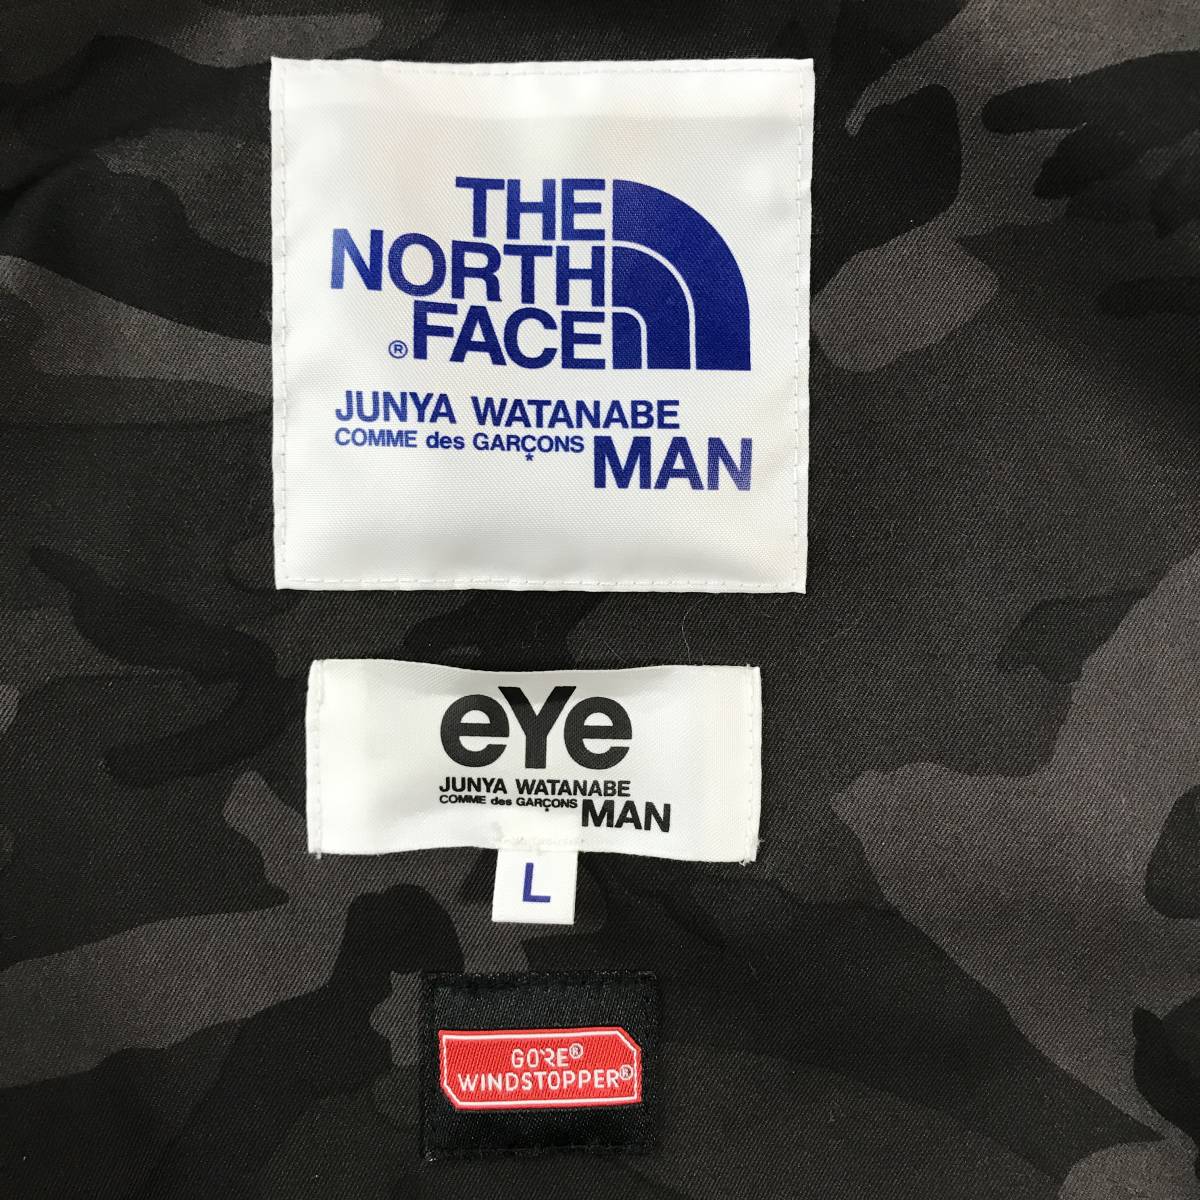 THE
NORTH
® FACE
JUNYA WATANABE
COMME des GARÇONS MAN
*
eYe
JUNYA WATANABE
COMME des GARÇONS MAN
L
GORE®
WINDSTOPPER®